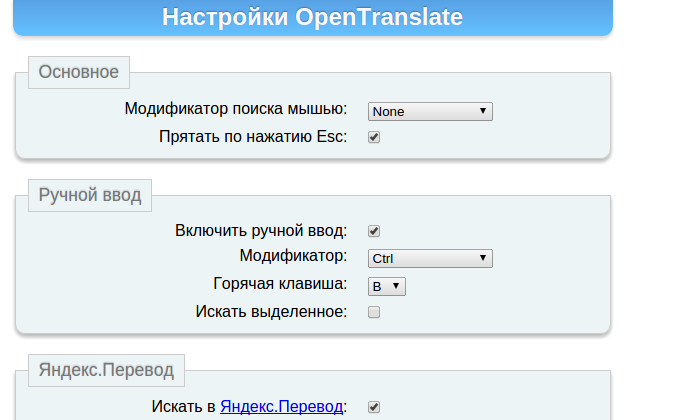 Настройки OpenTranslate
Основное
Модификатор поиска мышью: None
Прятать по нажатию Esc:
Ручной ввод
Включить ручной ввод:
Модификатор: Ctrl
Горячая клавиша: B
Искать выделенное:
Яндекс.Перевод
Искать в Яндекс.Перевод: